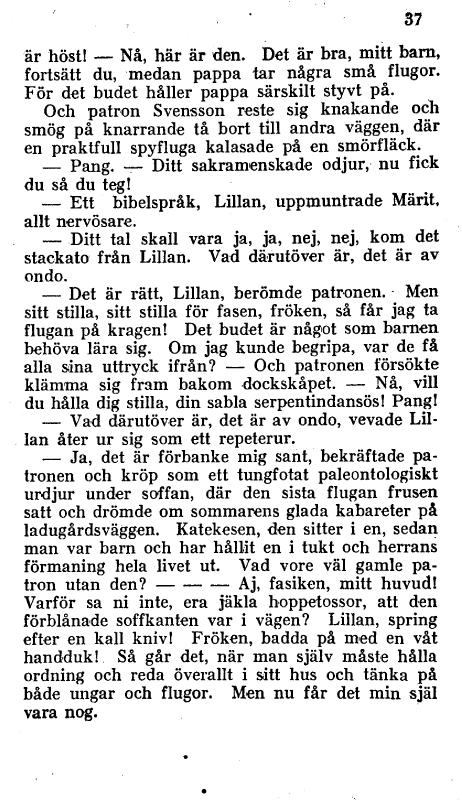 37
är höst! — Nå, här är den. Det är bra, mitt barn,
fortsätt du, medan pappa tar några små flugor.
För det budet håller pappa särskilt styvt på.
Och patron Svensson reste sig knakande och
smög på knarrande tå bort till andra väggen, där
en praktfull spyfluga kalasade på en smörfläck.
— Pang. — Ditt sakramenskade odjur, nu fick
du så du teg!
— Ett bibelspråk, Lillan, uppmuntrade Märit,
allt nervösare.
— Ditt tal skall vara ja, ja, nej, nej, kom det
stackato från Lillan. Vad därutöver är, det är av
ondo.
— Det är rätt, Lillan, berömde patronen. Men
sitt stilla, sitt stilla för fasen, fröken, så får jag ta
flugan på kragen! Det budet är något som barnen
behöva lära sig. Om jag kunde begripa, var de få
alla sina uttryck ifrån? — Och patronen försökte
klämma sig fram bakom dockskåpet. — Nå, vill
du hålla dig stilla, din sabla serpentindansös! Pang!
— Vad därutöver är, det är av ondo, vevade Lil-
lan åter ur sig som ett repeterur.
— Ja, det är förbanke mig sant, bekräftade pa-
tronen och kröp som ett tungfotat paleontologiskt
urdjur under soffan, där den sista flugan frusen
satt och drömde om sommarens glada kabareter på
ladugårdsväggen. Katekesen, den sitter i en, sedan
man var barn och har hållit en i tukt och herrans
förmaning hela livet ut. Vad vore väl gamle pa-
tron utan den? — — — Aj, fasiken, mitt huvud!
Varför sa ni inte, era jäkla hoppetossor, att den
förblånade soffkanten var i vägen? Lillan, spring
efter en kall kniv! Fröken, badda på med en våt
handduk! Så går det, när man själv måste hålla
ordning och reda överallt i sitt hus och tänka på
både ungar och flugor. Men nu får det min själ
vara nog.